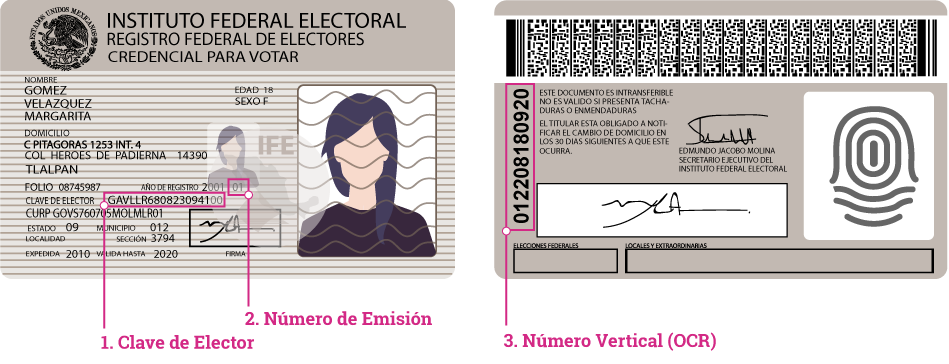 ESTADOS UNIDOS MEXICANOS
INSTITUTO FEDERAL ELECTORAL
REGISTRO FEDERAL DE ELECTORES
CREDENCIAL PARA VOTAR
NOMBRE
GOMEZ
VELAZQUEZ
MARGARITA
EDAD 18
SEXO F
DOMICILIO
C PITAGORAS 1253 INT. 4
COL HEROES DE PADIERNA 14390
TLALPAN
IFE
FOLIO 08745987 AÑO DE REGISTRO 2001 01
CLAVE DE ELECTOR GAVLLR680823094100
CURP GOVS760705MOLMLR01
ESTADO 09 MUNICIPIO 012
LOCALIDAD SECCIÓN 3794
EXPEDIDA 2010 VALIDA HASTA 2020 FIRMA
2. Número de Emisión
1. Clave de Elector
012208180920
ESTE DOCUMENTO ES INTRANSFERIBLE
NO ES VALIDO SI PRESENTA TACHA-
DURAS O ENMENDADURAS
EL TITULAR ESTA OBLIGADO A NOTI-
FICAR EL CAMBIO DE DOMICILIO EN
LOS 30 DIAS SIGUIENTES A QUE ESTE
OCURRA.
EDMUNDO JACOBO MOLINA
SECRETARIO EJECUTIVO DEL
INSTITUTO FEDERAL ELECTORAL
ELECCIONES FEDERALES
LOCALES Y EXTRAORDINARIAS
3. Número Vertical (OCR)